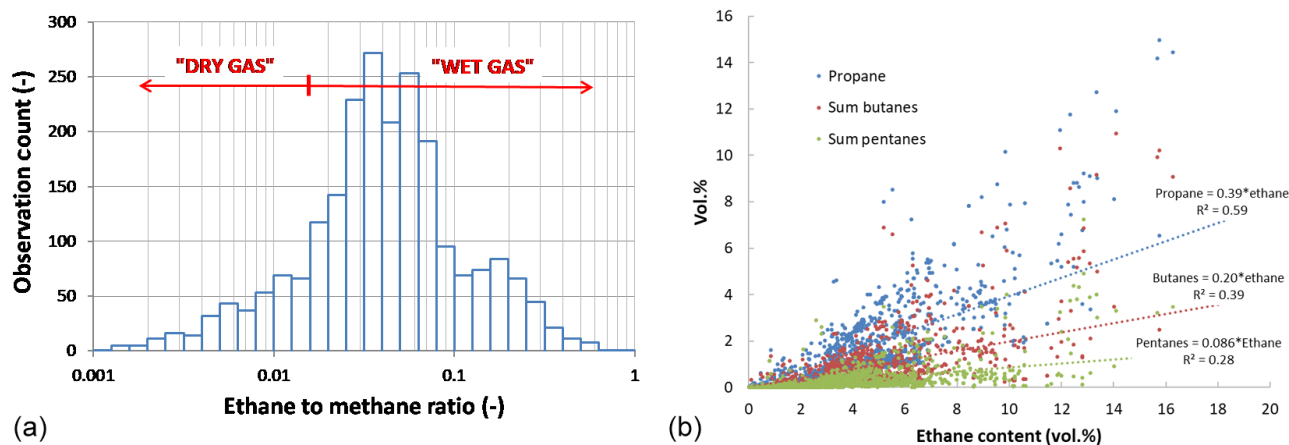 300
250
200
150
100
50
0
"DRY GAS"
"WET GAS"
Observation count (-)
0.001
0.01
0.1
1
Ethane to methane ratio (-)
(a)
16
14
12
10
8
6
4
2
0
Vol.%
Propane
Sum butanes
Sum pentanes
Propane = 0.39*ethane
R² = 0.59
Butanes = 0.20*ethane
R² = 0.39
Pentanes = 0.086*Ethane
R² = 0.28
0 2 4 6 8 10 12 14 16 18 20
Ethane content (vol.%)
(b)